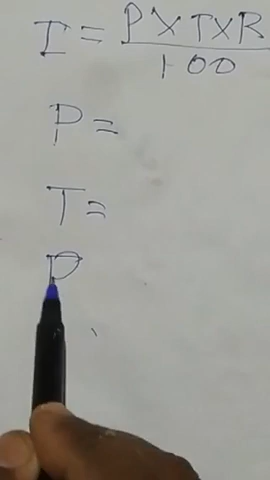 I = P X T X R
100
P =
T =
P